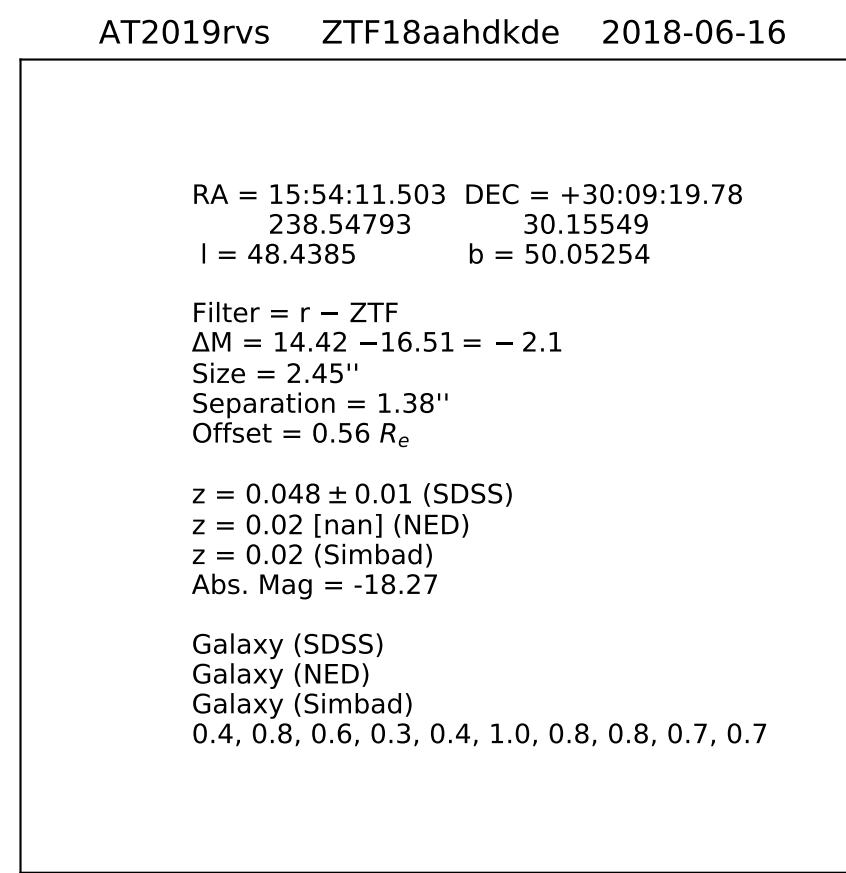 AT2019rvs ZTF18aahdkde 2018-06-16
RA = 15:54:11.503 DEC = +30:09:19.78
238.54793 30.15549
l = 48.4385 b = 50.05254
Filter = r − ZTF
ΔM = 14.42 −16.51 = − 2.1
Size = 2.45''
Separation = 1.38''
Offset = 0.56 Rₑ
z = 0.048 ± 0.01 (SDSS)
z = 0.02 [nan] (NED)
z = 0.02 (Simbad)
Abs. Mag = -18.27
Galaxy (SDSS)
Galaxy (NED)
Galaxy (Simbad)
0.4, 0.8, 0.6, 0.3, 0.4, 1.0, 0.8, 0.8, 0.7, 0.7